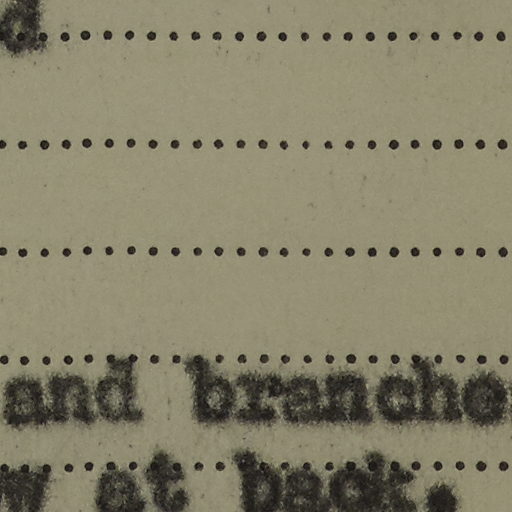 d
and branche
w at back.